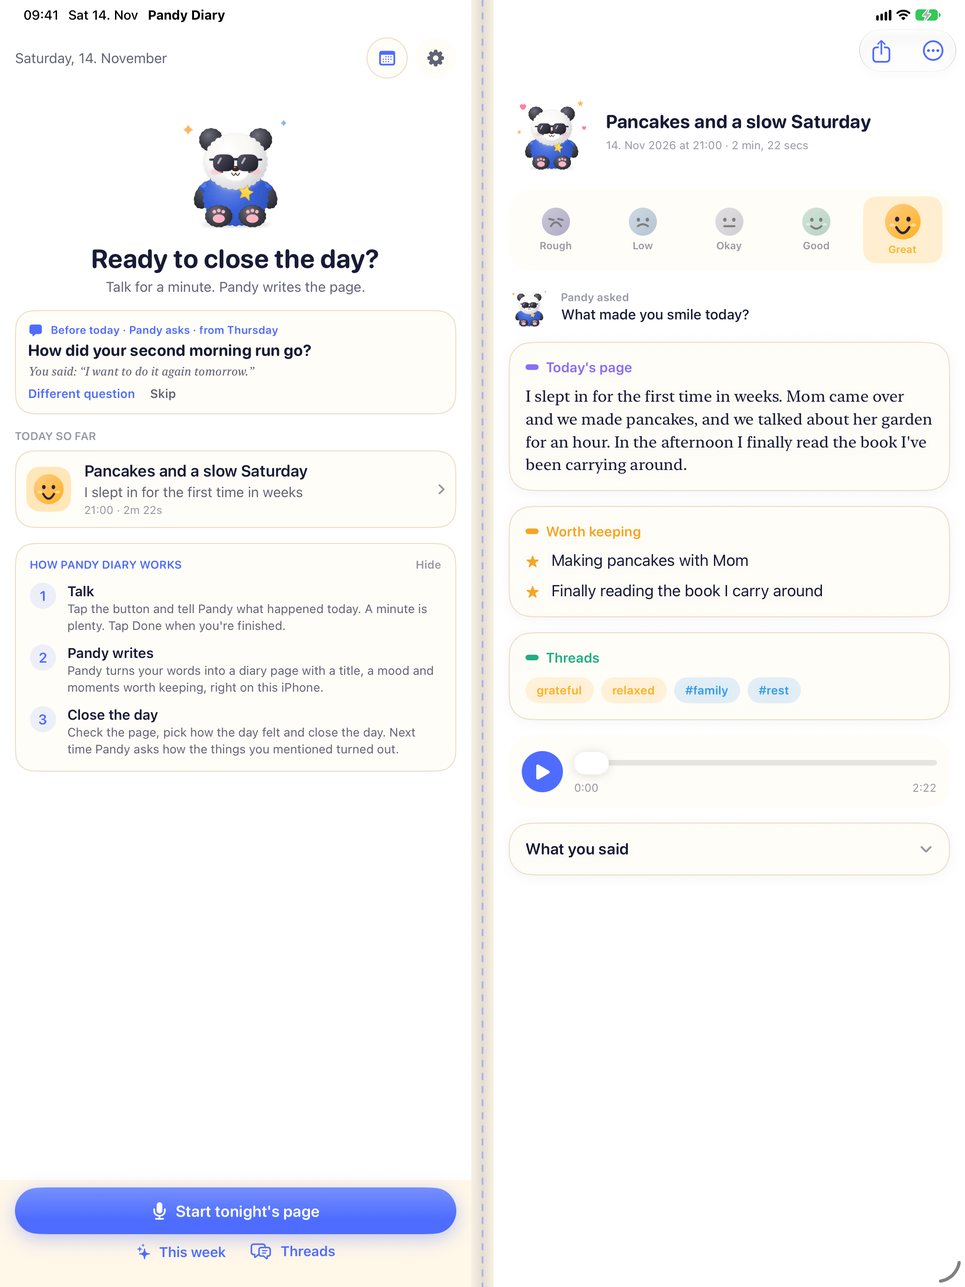 09:41 Sat 14. Nov Pandy Diary
Saturday, 14. November
Ready to close the day?
Talk for a minute. Pandy writes the page.
Before today · Pandy asks · from Thursday
How did your second morning run go?
You said: “I want to do it again tomorrow.”
Different question Skip
TODAY SO FAR
Pancakes and a slow Saturday
I slept in for the first time in weeks
21:00 · 2m 22s
HOW PANDY DIARY WORKS Hide
1 Talk
Tap the button and tell Pandy what happened today. A minute is
plenty. Tap Done when you're finished.
2 Pandy writes
Pandy turns your words into a diary page with a title, a mood and
moments worth keeping, right on this iPhone.
3 Close the day
Check the page, pick how the day felt and close the day. Next
time Pandy asks how the things you mentioned turned out.
Start tonight's page
This week Threads
Pancakes and a slow Saturday
14. Nov 2026 at 21:00 · 2 min, 22 secs
Rough Low Okay Good Great
Pandy asked
What made you smile today?
Today's page
I slept in for the first time in weeks. Mom came over
and we made pancakes, and we talked about her garden
for an hour. In the afternoon I finally read the book I've
been carrying around.
Worth keeping
Making pancakes with Mom
Finally reading the book I carry around
Threads
grateful relaxed #family #rest
0:00 2:22
What you said